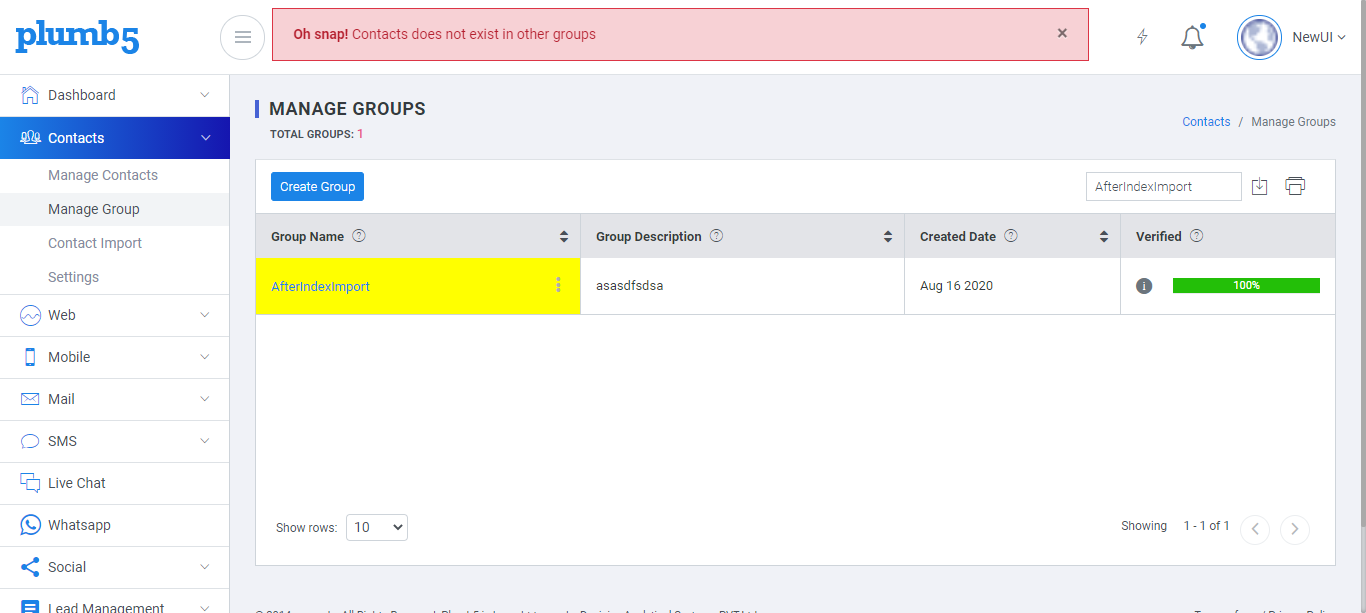 plumb5
Oh snap! Contacts does not exist in other groups ×
NewUI
Dashboard
Contacts
Manage Contacts
Manage Group
Contact Import
Settings
Web
Mobile
Mail
SMS
Live Chat
Whatsapp
Social
Lead Management
MANAGE GROUPS
TOTAL GROUPS: 1
Contacts / Manage Groups
Create Group
AfterIndexImport
Group Name ? Group Description ? Created Date ? Verified ?
AfterIndexImport asasdfsdsa Aug 16 2020 i 100%
Show rows: 10
Showing 1 - 1 of 1